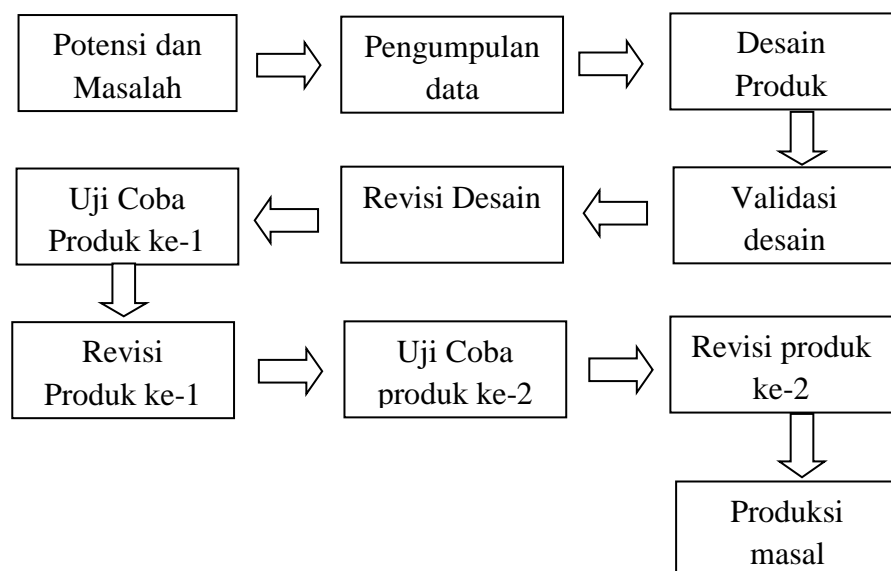 Potensi dan
Masalah
Pengumpulan
data
Desain
Produk
Validasi
desain
Revisi Desain
Uji Coba
Produk ke-1
Revisi
Produk ke-1
Uji Coba
produk ke-2
Revisi produk
ke-2
Produksi
masal